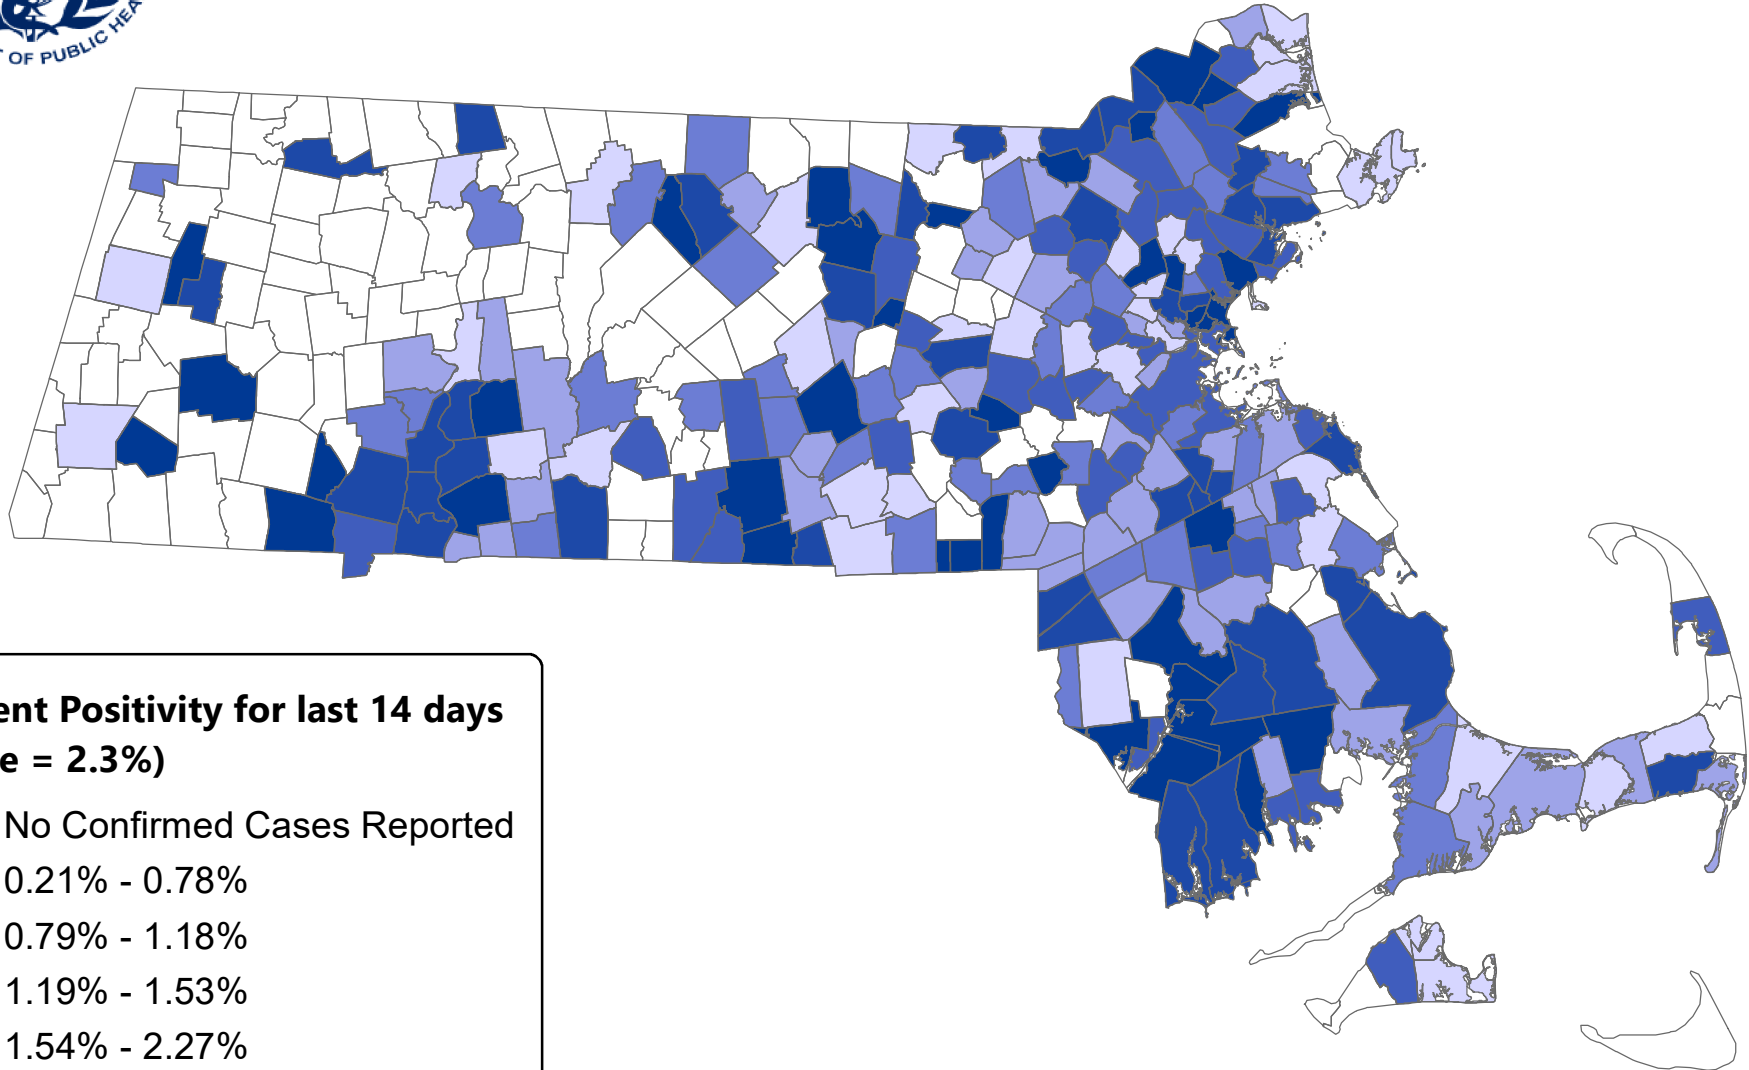 OF PUBLIC HEA
ent Positivity for last 14 days
e = 2.3%)
No Confirmed Cases Reported
0.21% - 0.78%
0.79% - 1.18%
1.19% - 1.53%
1.54% - 2.27%